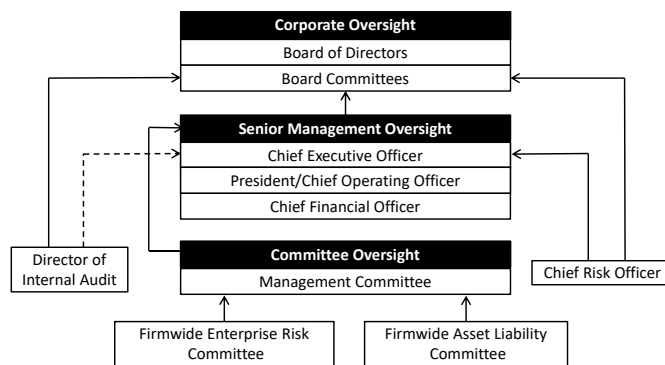 Corporate Oversight
Board of Directors
Board Committees
Senior Management Oversight
Chief Executive Officer
President/Chief Operating Officer
Chief Financial Officer
Director of
Internal Audit
Committee Oversight
Management Committee
Chief Risk Officer
Firmwide Enterprise Risk
Committee
Firmwide Asset Liability
Committee